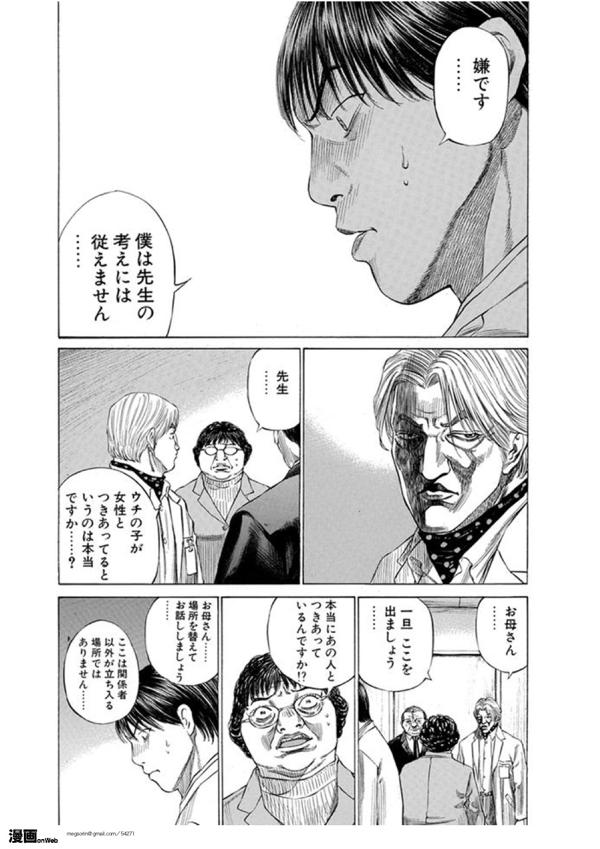 嫌です
……
僕は先生の
考えには
従えません
……
先生
……
ウチの子が
女性と
つきあってると
いうのは本当
ですか……?
お母さん
……
一旦 ここを
出ましょう
本当にあの人と
つきあって
いるんですか!?
お母さん……
場所を替えて
お話ししましょう
ここは関係者
以外が立ち入る
場所では
ありません……
漫画 on Web
megaorin@gmail.com/54271